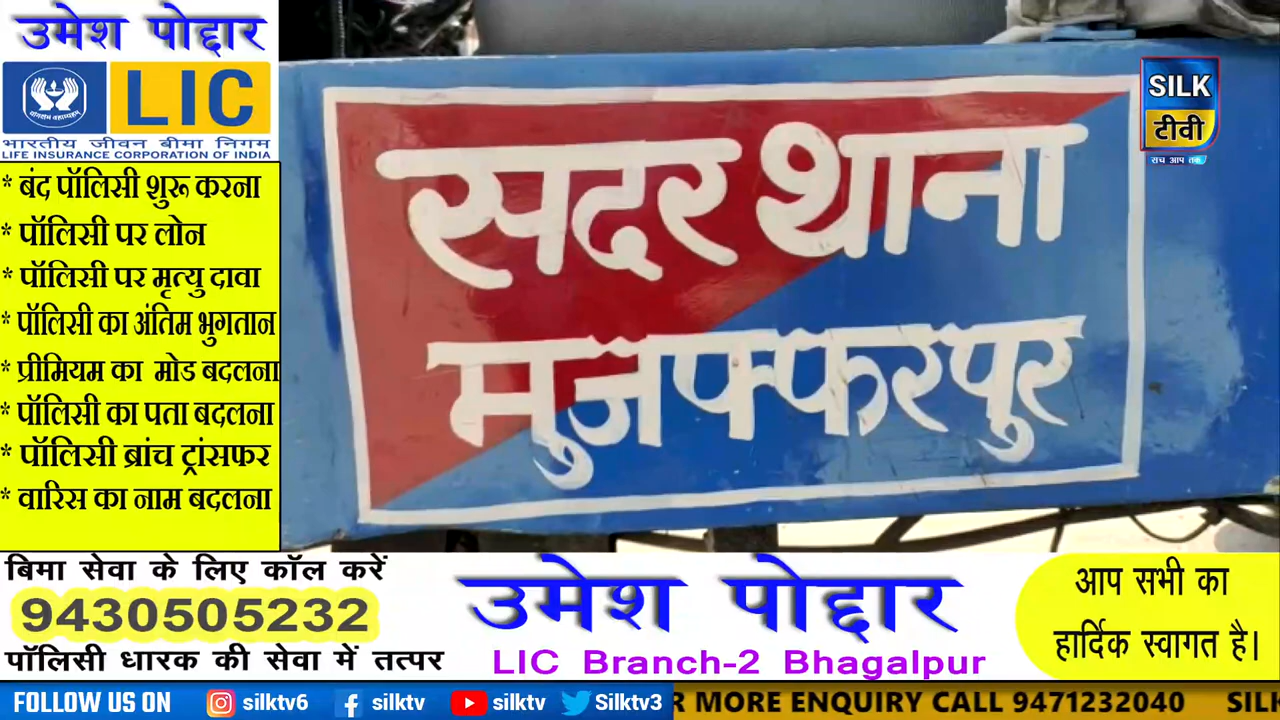 उमेश पोद्दार
LIC
भारतीय जीवन बीमा निगम
LIFE INSURANCE CORPORATION OF INDIA
* बंद पॉलिसी शुरू करना
* पॉलिसी पर लोन
* पॉलिसी पर मृत्यु दावा
* पॉलिसी का अंतिम भुगतान
* प्रीमियम का मोड बदलना
* पॉलिसी का पता बदलना
* पॉलिसी ब्रांच ट्रांसफर
* वारिस का नाम बदलना
सदर थाना
मुजफ्फरपुर
SILK
टीवी
सच आप तक
बिमा सेवा के लिए कॉल करें
9430505232
पॉलिसी धारक की सेवा में तत्पर
उमेश पोद्दार
LIC Branch-2 Bhagalpur
आप सभी का
हार्दिक स्वागत है।
FOLLOW US ON silktv6 silktv silktv Silktv3 R MORE ENQUIRY CALL 9471232040 SILK